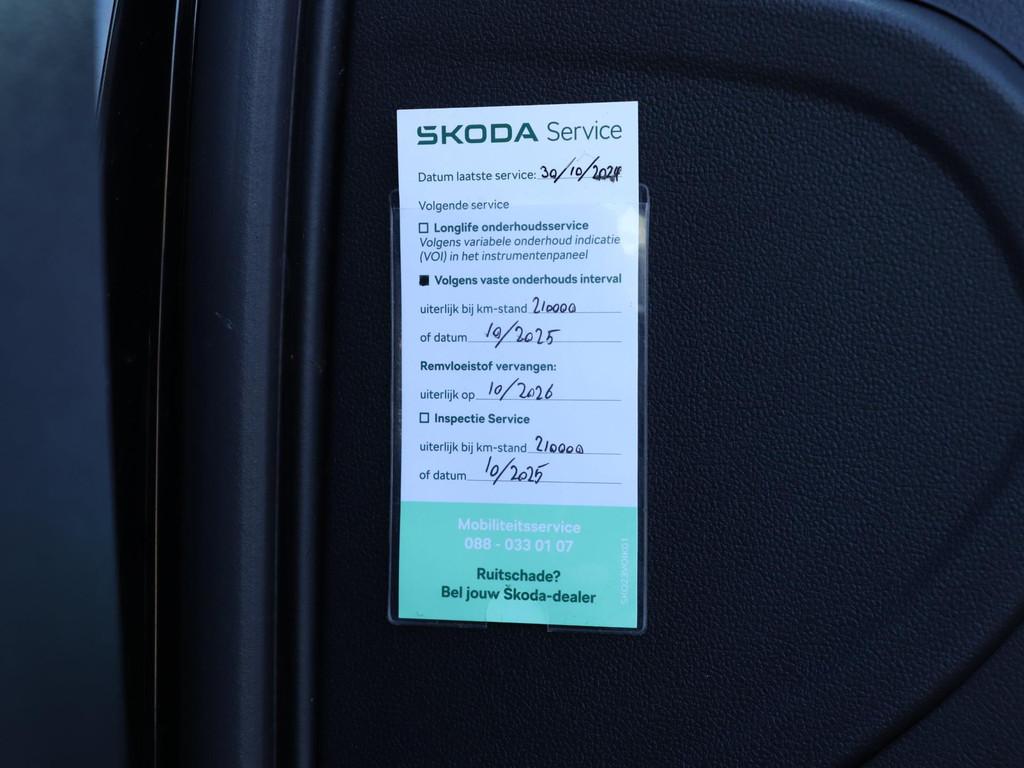 ŠKODA Service
Datum laatste service: 30/10/2024
Volgende service
☐ Longlife onderhoudsservice
Volgens variabele onderhoud indicatie
(VOI) in het instrumentenpaneel
■ Volgens vaste onderhouds interval
uiterlijk bij km-stand 210000
of datum 10/2025
Remvloeistof vervangen:
uiterlijk op 10/2026
☐ Inspectie Service
uiterlijk bij km-stand 210000
of datum 10/2025
Mobiliteitsservice
088 - 033 01 07
Ruitschade?
Bel jouw Škoda-dealer